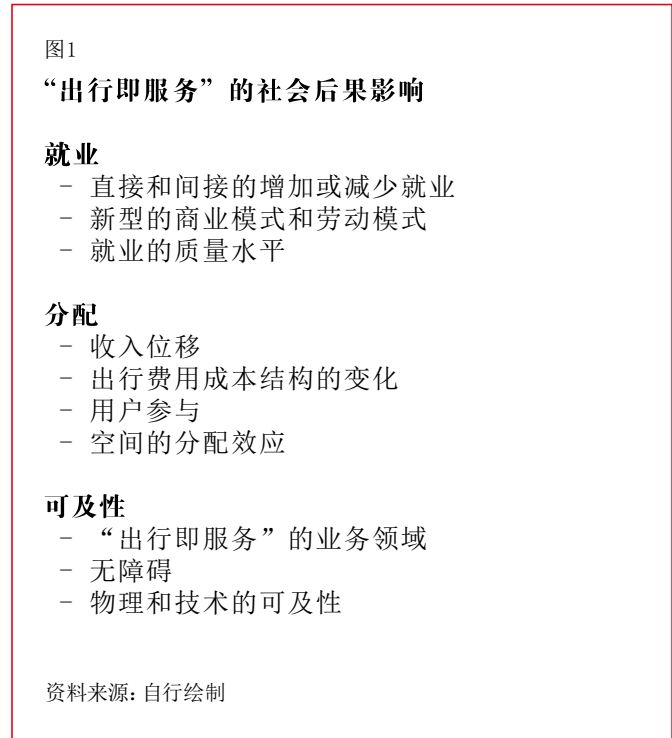 图1
“出行即服务”的社会后果影响
就业
- 直接和间接的增加或减少就业
- 新型的商业模式和劳动模式
- 就业的质量水平
分配
- 收入位移
- 出行费用成本结构的变化
- 用户参与
- 空间的分配效应
可及性
- “出行即服务”的业务领域
- 无障碍
- 物理和技术的可及性
资料来源:自行绘制